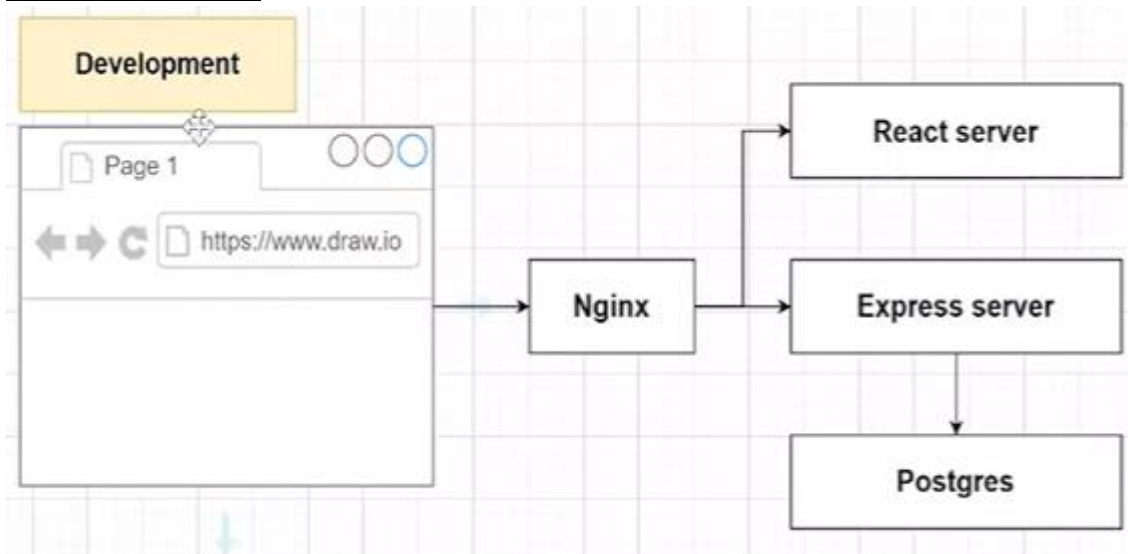 Development
Page 1
https://www.draw.io
Nginx
React server
Express server
Postgres